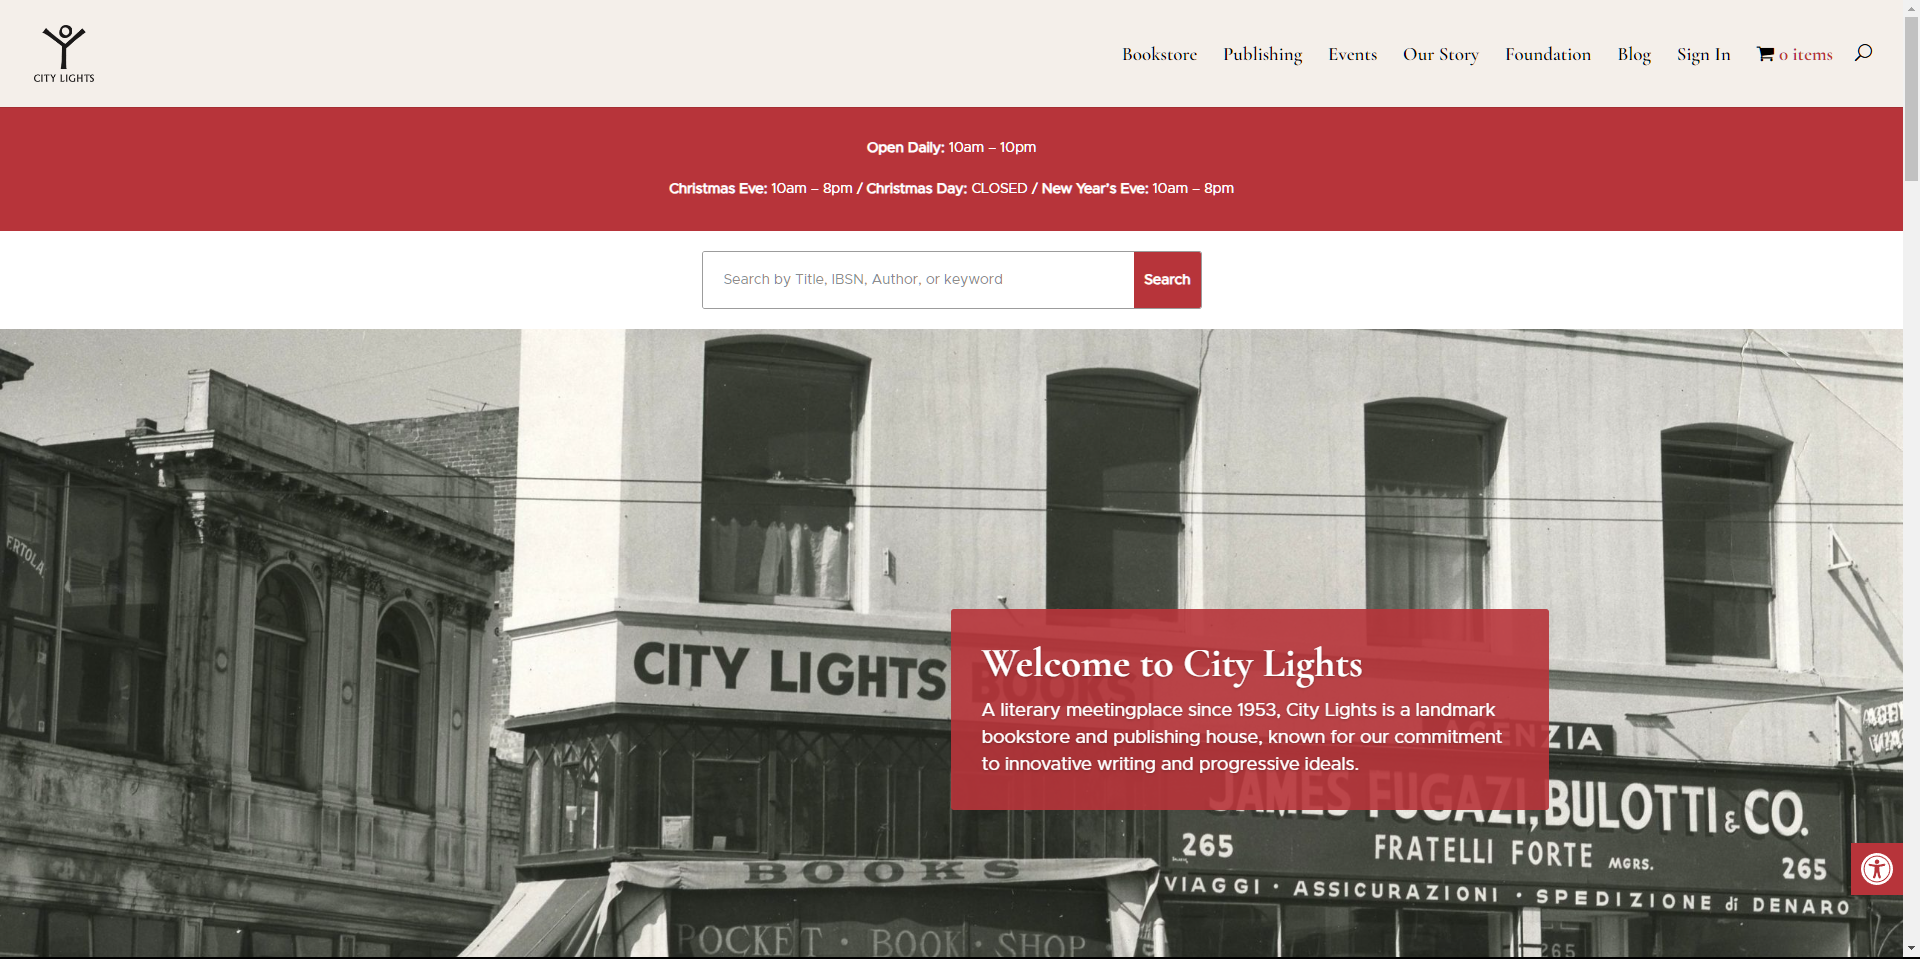 CITY LIGHTS
Bookstore Publishing Events Our Story Foundation Blog Sign In 0 items
Open Daily: 10am – 10pm
Christmas Eve: 10am – 8pm / Christmas Day: CLOSED / New Year's Eve: 10am – 8pm
Search by Title, IBSN, Author, or keyword
Search
ERTOLA
CITY LIGHTS BOOKS
Welcome to City Lights
A literary meetingplace since 1953, City Lights is a landmark
bookstore and publishing house, known for our commitment
to innovative writing and progressive ideals.
AGENZIA
JAMES FUGAZI, BULOTTI & CO.
265 FRATELLI FORTE MGRS. 265
VIAGGI • ASSICURAZIONI • SPEDIZIONE di DENARO
BOOKS
POCKET • BOOK • SHOP
265